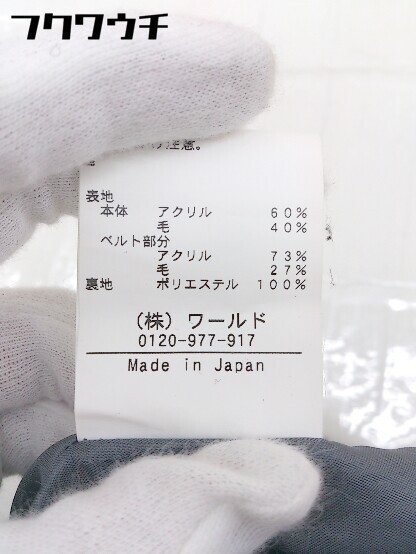 フクワウチ
注意。
表地
本体 アクリル 60%
毛 40%
ベルト部分
アクリル 73%
毛 27%
裏地 ポリエステル 100%
(株) ワールド
0120-977-917
Made in Japan